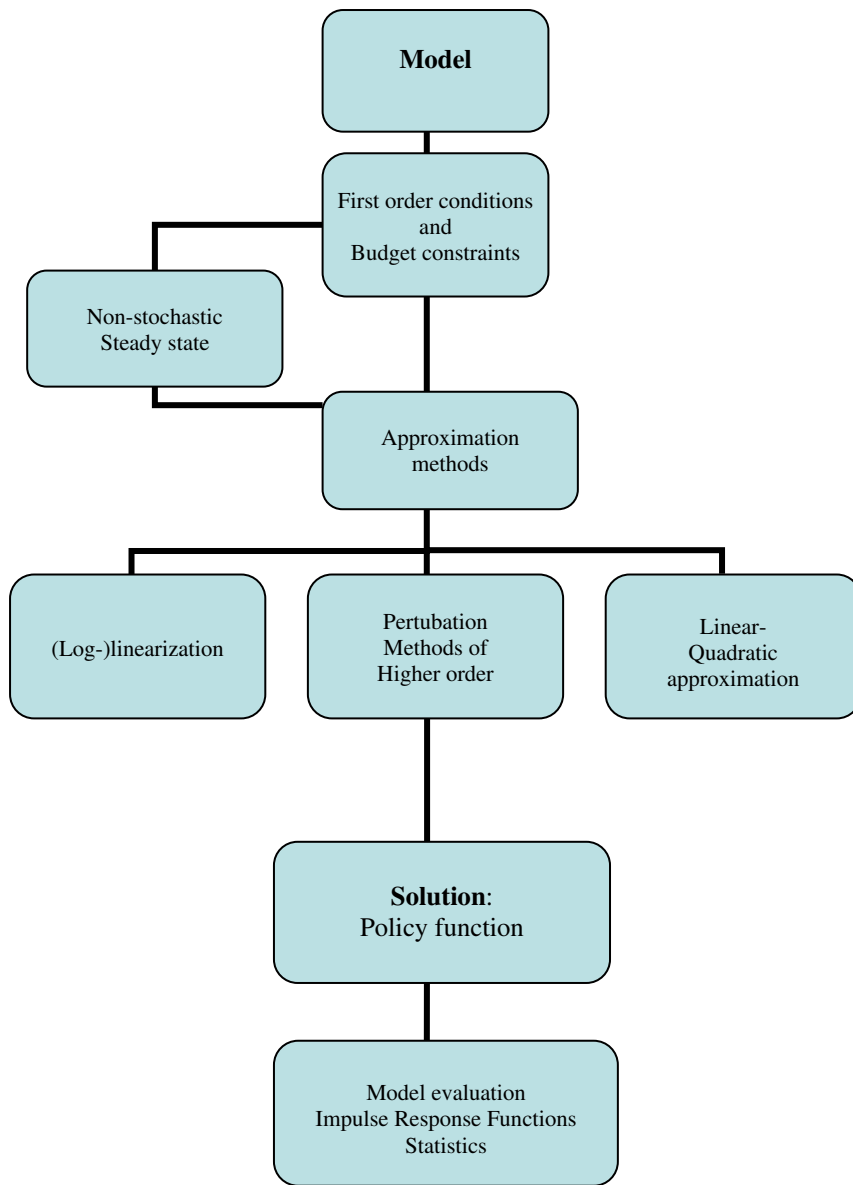 Model
First order conditions
and
Budget constraints
Non-stochastic
Steady state
Approximation
methods
(Log-)linearization
Pertubation
Methods of
Higher order
Linear-
Quadratic
approximation
Solution:
Policy function
Model evaluation
Impulse Response Functions
Statistics